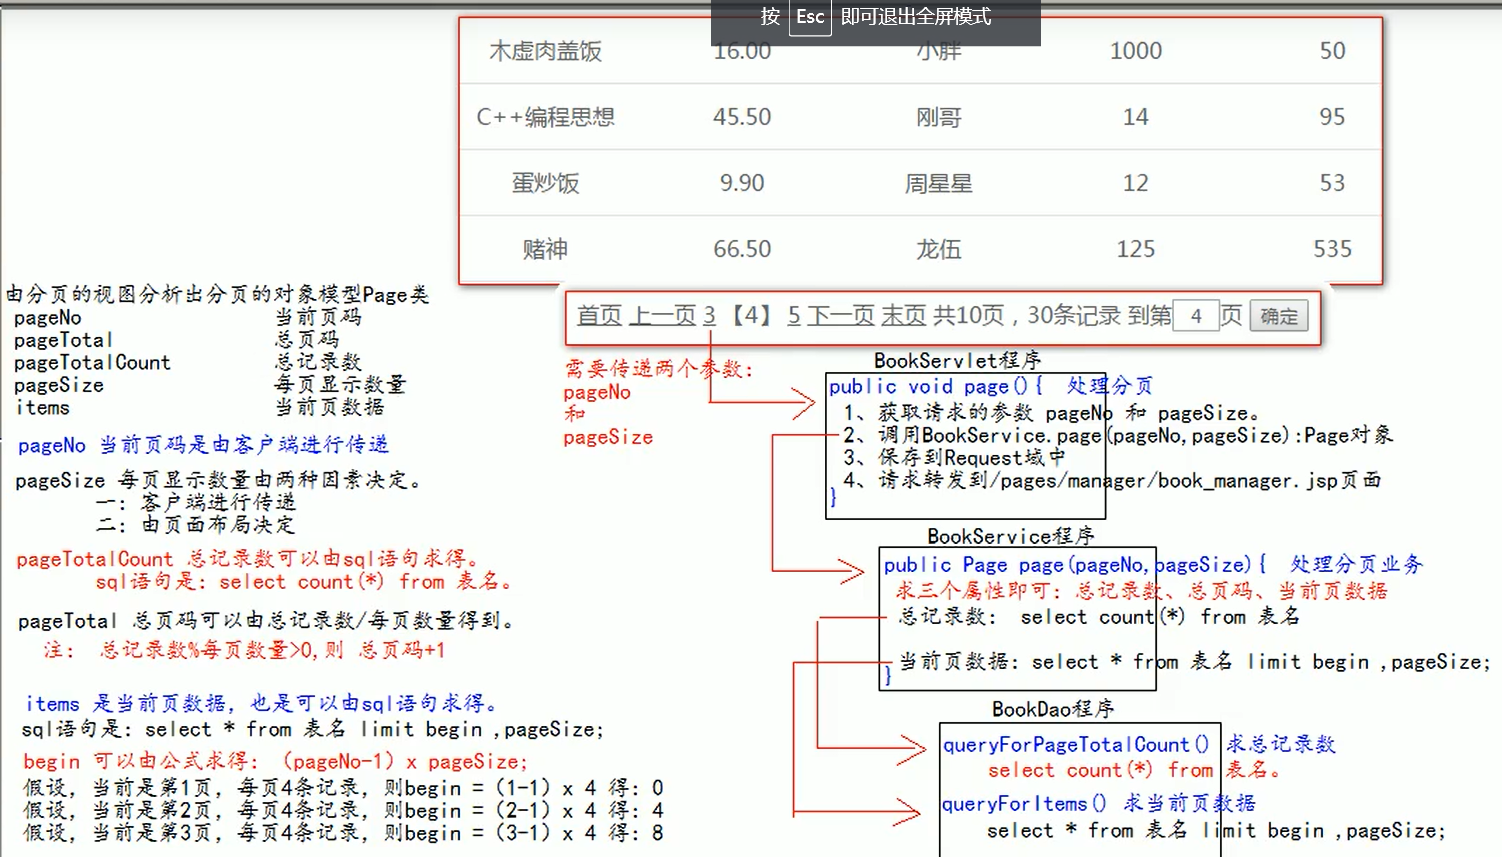 按 Esc 即可退出全屏模式
木虚肉盖饭 16.00 小胖 1000 50
C++编程思想 45.50 刚哥 14 95
蛋炒饭 9.90 周星星 12 53
赌神 66.50 龙伍 125 535
首页 上一页 3 【4】 5 下一页 末页 共10页，30条记录 到第 4 页 确定
由分页的视图分析出分页的对象模型Page类
pageNo 当前页码
pageTotal 总页码
pageTotalCount 总记录数
pageSize 每页显示数量
items 当前页数据
pageNo 当前页码是由客户端进行传递
pageSize 每页显示数量由两种因素决定。
一：客户端进行传递
二：由页面布局决定
pageTotalCount 总记录数可以由sql语句求得。
sql语句是：select count(*) from 表名。
pageTotal 总页码可以由总记录数/每页数量得到。
注： 总记录数%每页数量>0,则 总页码+1
items 是当前页数据，也是可以由sql语句求得。
sql语句是：select * from 表名 limit begin ,pageSize;
begin 可以由公式求得：（pageNo-1）x pageSize;
假设，当前是第1页，每页4条记录，则begin =（1-1）x 4 得：0
假设，当前是第2页，每页4条记录，则begin =（2-1）x 4 得：4
假设，当前是第3页，每页4条记录，则begin =（3-1）x 4 得：8
需要传递两个参数：
pageNo
和
pageSize
BookServlet程序
public void page(){ 处理分页
1、获取请求的参数 pageNo 和 pageSize。
2、调用BookService.page(pageNo,pageSize):Page对象
3、保存到Request域中
4、请求转发到/pages/manager/book_manager.jsp页面
}
BookService程序
public Page page(pageNo,pageSize){ 处理分页业务
求三个属性即可：总记录数、总页码、当前页数据
总记录数： select count(*) from 表名
当前页数据：select * from 表名 limit begin ,pageSize;
}
BookDao程序
queryForPageTotalCount() 求总记录数
select count(*) from 表名。
queryForItems() 求当前页数据
select * from 表名 limit begin ,pageSize;